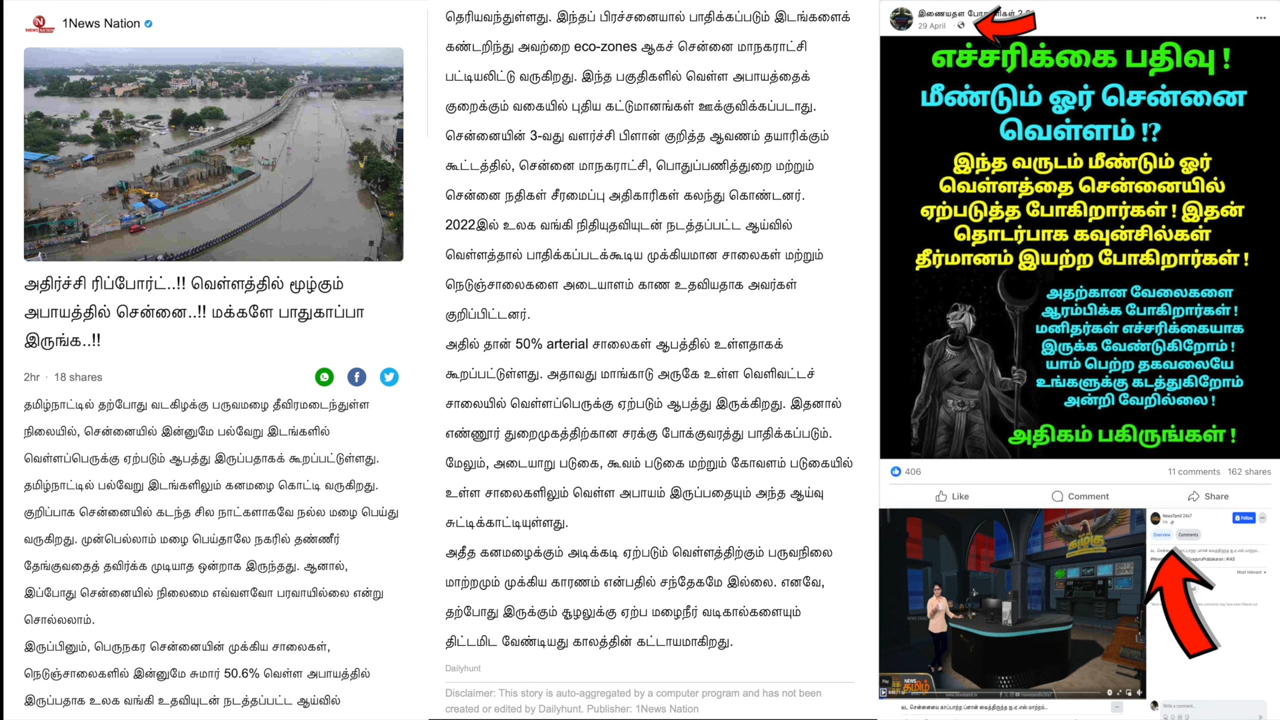 1News Nation
அதிர்ச்சி ரிப்போர்ட்..!! வெள்ளத்தில் மூழ்கும்
அபாயத்தில் சென்னை..!! மக்களே பாதுகாப்பா
இருங்க..!!
2hr · 18 shares
தமிழ்நாட்டில் தற்போது வடகிழக்கு பருவமழை தீவிரமடைந்துள்ள
நிலையில், சென்னையில் இன்னுமே பல்வேறு இடங்களில்
வெள்ளப்பெருக்கு ஏற்படும் ஆபத்து இருப்பதாகக் கூறப்பட்டுள்ளது.
தமிழ்நாட்டில் பல்வேறு இடங்களிலும் கனமழை கொட்டி வருகிறது.
குறிப்பாக சென்னையில் கடந்த சில நாட்களாகவே நல்ல மழை பெய்து
வருகிறது. முன்பெல்லாம் மழை பெய்தாலே நகரில் தண்ணீர்
தேங்குவதைத் தவிர்க்க முடியாத ஒன்றாக இருந்தது. ஆனால்,
இப்போது சென்னையில் நிலைமை எவ்வளவோ பரவாயில்லை என்று
சொல்லலாம்.
இருப்பினும், பெருநகர சென்னையின் முக்கிய சாலைகள்,
நெடுஞ்சாலைகளில் இன்னுமே சுமார் 50.6% வெள்ள அபாயத்தில்
இருப்பதாக உலக வங்கி உதவியுடன் நடத்தப்பட்ட ஆய்வில்
தெரியவந்துள்ளது. இந்தப் பிரச்சனையால் பாதிக்கப்படும் இடங்களைக்
கண்டறிந்து அவற்றை eco-zones ஆகச் சென்னை மாநகராட்சி
பட்டியலிட்டு வருகிறது. இந்த பகுதிகளில் வெள்ள அபாயத்தைக்
குறைக்கும் வகையில் புதிய கட்டுமானங்கள் ஊக்குவிக்கப்படாது.
சென்னையின் 3-வது வளர்ச்சி பிளான் குறித்த ஆவணம் தயாரிக்கும்
கூட்டத்தில், சென்னை மாநகராட்சி, பொதுப்பணித்துறை மற்றும்
சென்னை நதிகள் சீரமைப்பு அதிகாரிகள் கலந்து கொண்டனர்.
2022இல் உலக வங்கி நிதியுதவியுடன் நடத்தப்பட்ட ஆய்வில்
வெள்ளத்தால் பாதிக்கப்படக்கூடிய முக்கியமான சாலைகள் மற்றும்
நெடுஞ்சாலைகளை அடையாளம் காண உதவியதாக அவர்கள்
குறிப்பிட்டனர்.
அதில் தான் 50% arterial சாலைகள் ஆபத்தில் உள்ளதாகக்
கூறப்பட்டுள்ளது. அதாவது மாங்காடு அருகே உள்ள வெளிவட்டச்
சாலையில் வெள்ளப்பெருக்கு ஏற்படும் ஆபத்து இருக்கிறது. இதனால்
எண்ணூர் துறைமுகத்திற்கான சரக்கு போக்குவரத்து பாதிக்கப்படும்.
மேலும், அடையாறு படுகை, கூவம் படுகை மற்றும் கோவளம் படுகையில்
உள்ள சாலைகளிலும் வெள்ள அபாயம் இருப்பதையும் அந்த ஆய்வு
சுட்டிக்காட்டியுள்ளது.
அதீத கனமழைக்கும் அடிக்கடி ஏற்படும் வெள்ளத்திற்கும் பருவநிலை
மாற்றமும் முக்கிய காரணம் என்பதில் சந்தேகமே இல்லை. எனவே,
தற்போது இருக்கும் சூழலுக்கு ஏற்ப மழைநீர் வடிகால்களையும்
திட்டமிட வேண்டியது காலத்தின் கட்டாயமாகிறது.
Dailyhunt
Disclaimer: This story is auto-aggregated by a computer program and has not been
created or edited by Dailyhunt. Publisher: 1News Nation
இணையதள
29 April
எச்சரிக்கை பதிவு !
மீண்டும் ஓர் சென்னை
வெள்ளம் !?
இந்த வருடம் மீண்டும் ஓர்
வெள்ளத்தை சென்னையில்
ஏற்படுத்த போகிறார்கள் ! இதன்
தொடர்பாக கவுன்சில்கள்
தீர்மானம் இயற்ற போகிறார்கள் !
அதற்கான வேலைகளை
ஆரம்பிக்க போகிறார்கள் !
மனிதர்கள் எச்சரிக்கையாக
இருக்க வேண்டுகிறோம் !
யாம் பெற்ற தகவலையே
உங்களுக்கு கடத்துகிறோம்
அன்றி வேறில்லை !
அதிகம் பகிருங்கள் !
406
11 comments 162 shares
Like
Comment
Share
கழுகு
NEWS
தமிழ்
NewsTamil 24x7
Follow
Overview
Comments
Most relevant
Write a comment...